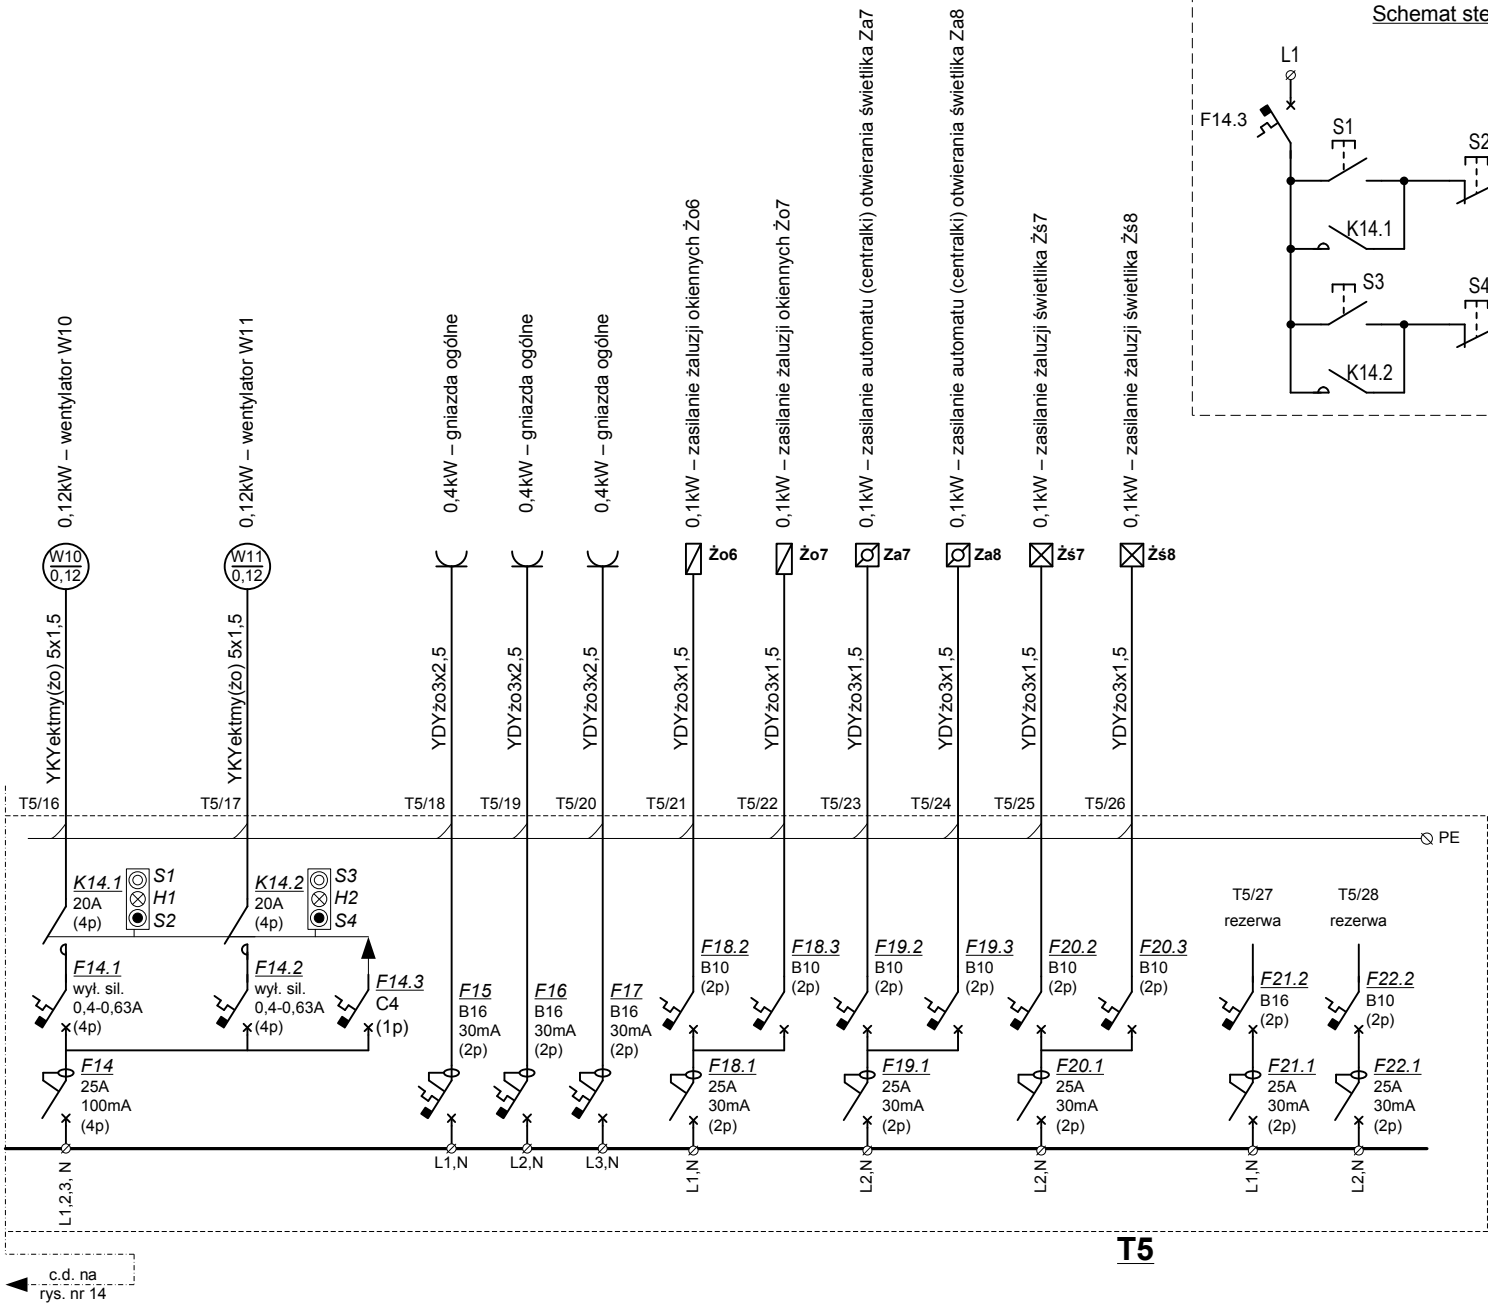 Schemat ste
L1
F14.3
S1
S2
K14.1
S3
S4
K14.2
0,12kW – wentylator W10
0,12kW – wentylator W11
0,4kW – gniazda ogólne
0,4kW – gniazda ogólne
0,4kW – gniazda ogólne
0,1kW – zasilanie żaluzji okiennych Żo6
0,1kW – zasilanie żaluzji okiennych Żo7
0,1kW – zasilanie automatu (centralki) otwierania świetlika Za7
0,1kW – zasilanie automatu (centralki) otwierania świetlika Za8
0,1kW – zasilanie żaluzji świetlika Żś7
0,1kW – zasilanie żaluzji świetlika Żś8
W10
0,12
W11
0,12
Żo6
Żo7
Za7
Za8
Żś7
Żś8
YKYektmy(żo) 5x1,5
YKYektmy(żo) 5x1,5
YDYżo3x2,5
YDYżo3x2,5
YDYżo3x2,5
YDYżo3x1,5
YDYżo3x1,5
YDYżo3x1,5
YDYżo3x1,5
YDYżo3x1,5
YDYżo3x1,5
T5/16
T5/17
T5/18
T5/19
T5/20
T5/21
T5/22
T5/23
T5/24
T5/25
T5/26
PE
K14.1
20A
(4p)
S1
H1
S2
K14.2
20A
(4p)
S3
H2
S4
T5/27
rezerwa
T5/28
rezerwa
F14.1
wył. sil.
0,4-0,63A
(4p)
F14.2
wył. sil.
0,4-0,63A
(4p)
F14.3
C4
(1p)
F15
B16
30mA
(2p)
F16
B16
30mA
(2p)
F17
B16
30mA
(2p)
F18.2
B10
(2p)
F18.3
B10
(2p)
F19.2
B10
(2p)
F19.3
B10
(2p)
F20.2
B10
(2p)
F20.3
B10
(2p)
F21.2
B16
(2p)
F22.2
B10
(2p)
F14
25A
100mA
(4p)
F18.1
25A
30mA
(2p)
F19.1
25A
30mA
(2p)
F20.1
25A
30mA
(2p)
F21.1
25A
30mA
(2p)
F22.1
25A
30mA
(2p)
L1,2,3, N
L1,N
L2,N
L3,N
L1,N
L2,N
L2,N
L1,N
L2,N
T5
c.d. na
rys. nr 14